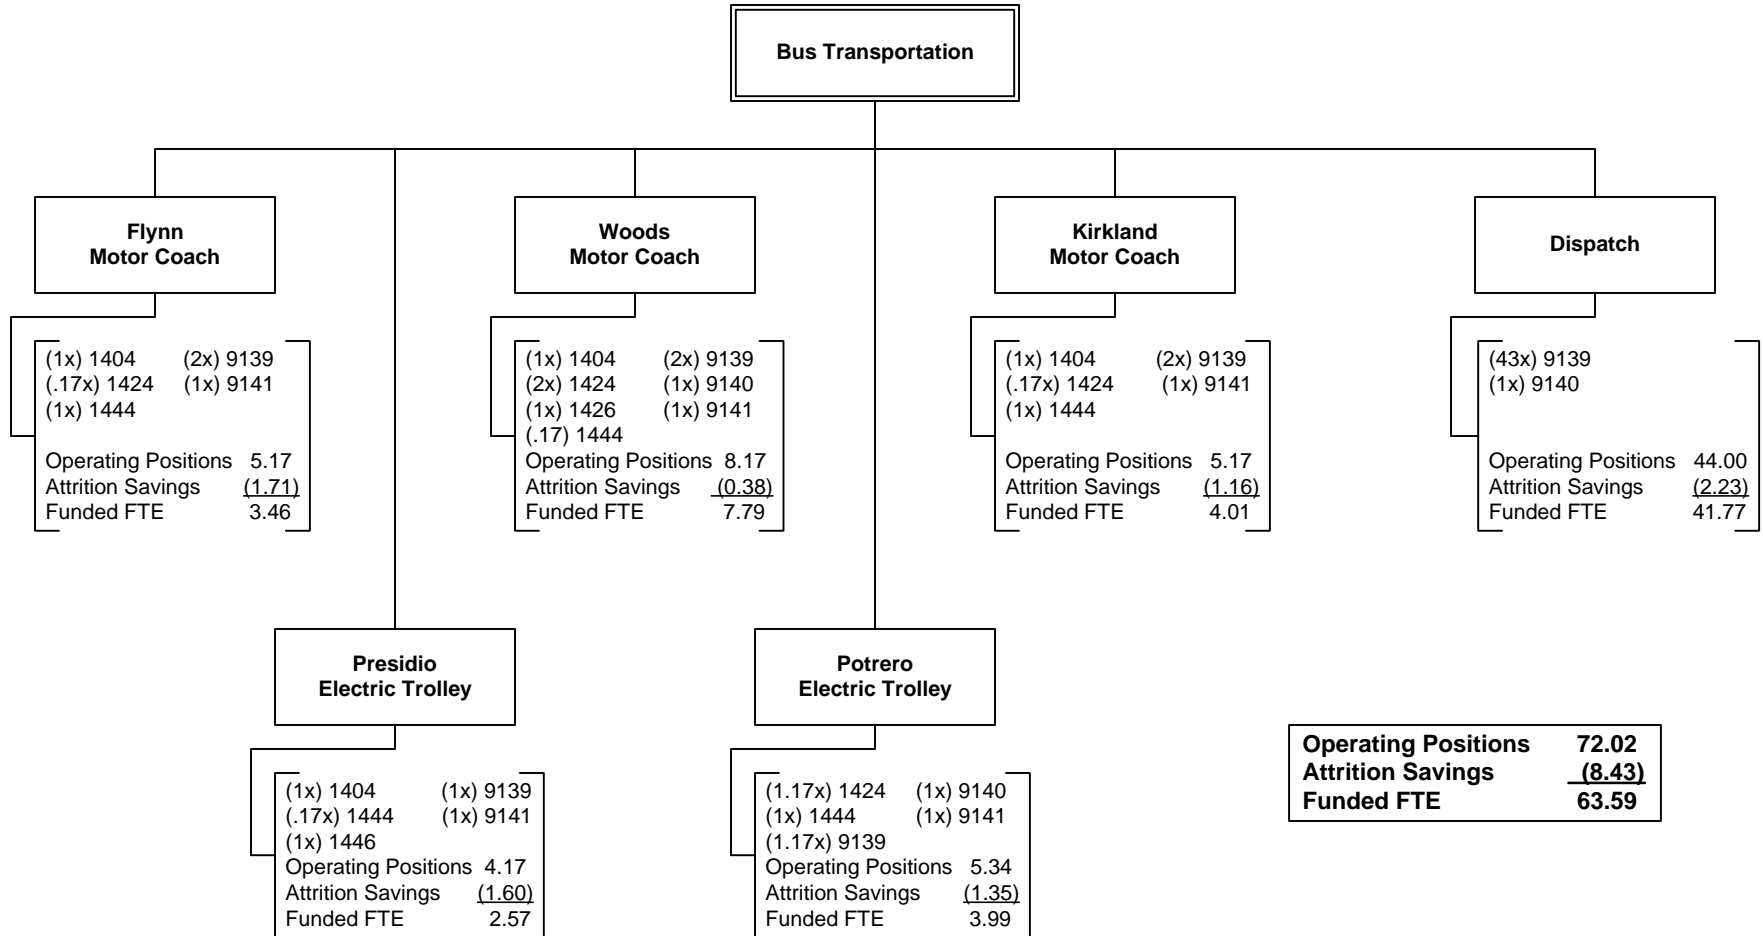 Bus Transportation
Flynn
Motor Coach
(1x) 1404 (2x) 9139
(.17x) 1424 (1x) 9141
(1x) 1444
Operating Positions 5.17
Attrition Savings (1.71)
Funded FTE 3.46
Woods
Motor Coach
(1x) 1404 (2x) 9139
(2x) 1424 (1x) 9140
(1x) 1426 (1x) 9141
(.17) 1444
Operating Positions 8.17
Attrition Savings (0.38)
Funded FTE 7.79
Kirkland
Motor Coach
(1x) 1404 (2x) 9139
(.17x) 1424 (1x) 9141
(1x) 1444
Operating Positions 5.17
Attrition Savings (1.16)
Funded FTE 4.01
Dispatch
(43x) 9139
(1x) 9140
Operating Positions 44.00
Attrition Savings (2.23)
Funded FTE 41.77
Presidio
Electric Trolley
(1x) 1404 (1x) 9139
(.17x) 1444 (1x) 9141
(1x) 1446
Operating Positions 4.17
Attrition Savings (1.60)
Funded FTE 2.57
Potrero
Electric Trolley
(1.17x) 1424 (1x) 9140
(1x) 1444 (1x) 9141
(1.17x) 9139
Operating Positions 5.34
Attrition Savings (1.35)
Funded FTE 3.99
Operating Positions 72.02
Attrition Savings (8.43)
Funded FTE 63.59